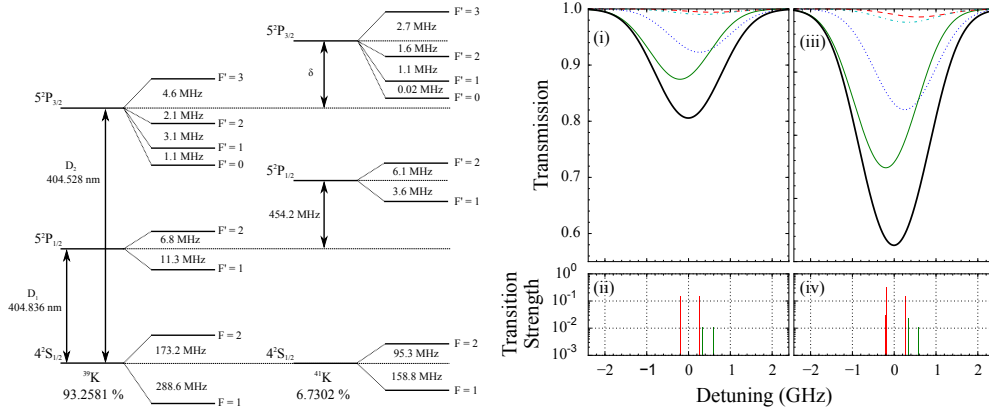 5²P3/2
F' = 3
4.6 MHz
2.1 MHz
F' = 2
3.1 MHz
F' = 1
1.1 MHz
F' = 0
D2
404.528 nm
5²P1/2
F' = 2
6.8 MHz
11.3 MHz
F' = 1
D1
404.836 nm
4²S1/2
F = 2
173.2 MHz
288.6 MHz
F = 1
³⁹K
93.2581 %
5²P3/2
F' = 3
2.7 MHz
1.6 MHz
F' = 2
1.1 MHz
F' = 1
0.02 MHz
F' = 0
δ
5²P1/2
F' = 2
6.1 MHz
3.6 MHz
F' = 1
454.2 MHz
4²S1/2
F = 2
95.3 MHz
158.8 MHz
F = 1
⁴¹K
6.7302 %
Transmission
1.0
0.9
0.8
0.7
0.6
(i)
(iii)
Transition
Strength
10⁰
10⁻¹
10⁻²
10⁻³
(ii)
(iv)
−2 −1 0 1 2
−2 −1 0 1 2
Detuning (GHz)